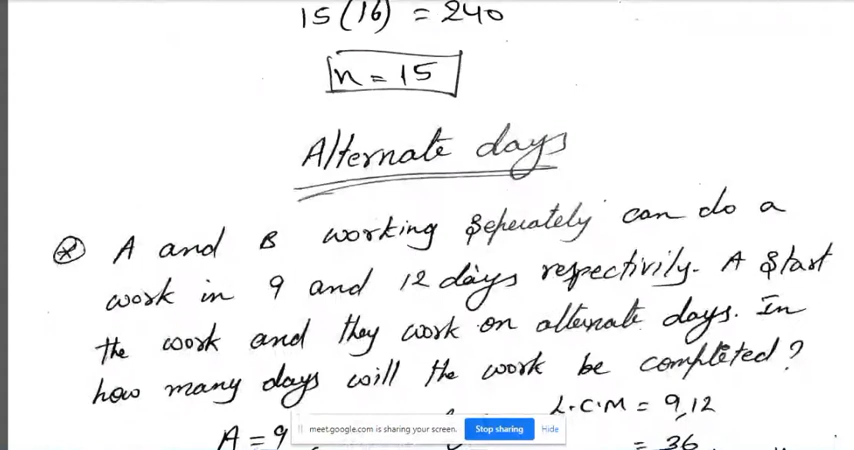 15(16) = 240
n = 15
Alternate days
A and B working seperately can do a
work in 9 and 12 days respectivily. A start
the work and they work on alternate days. In
how many days will the work be completed?
L.C.M = 9,12
A = 9
meet.google.com is sharing your screen. Stop sharing Hide
= 36